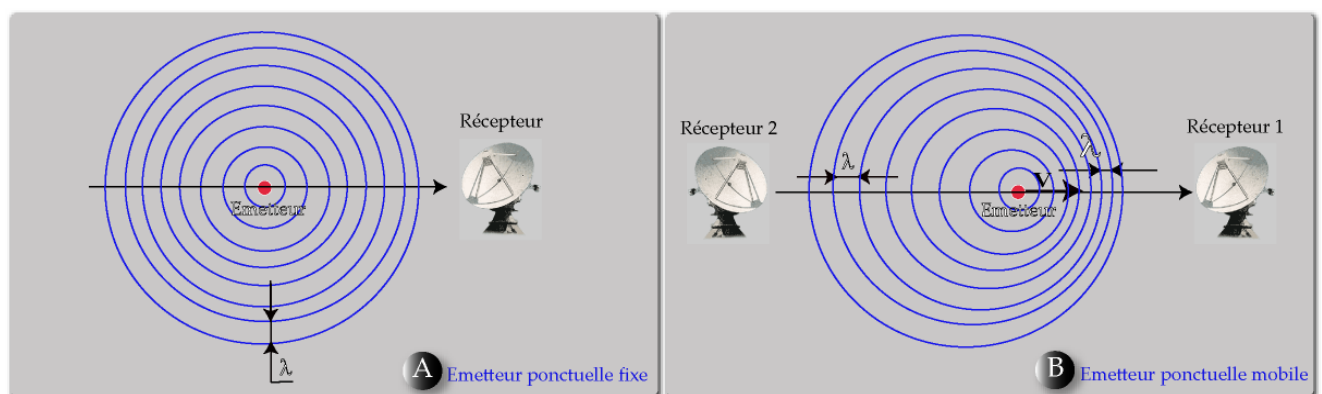 Récepteur
Emetteur
λ
A Emetteur ponctuelle fixe
Récepteur 2
Récepteur 1
λ
λ
V
Emetteur
B Emetteur ponctuelle mobile